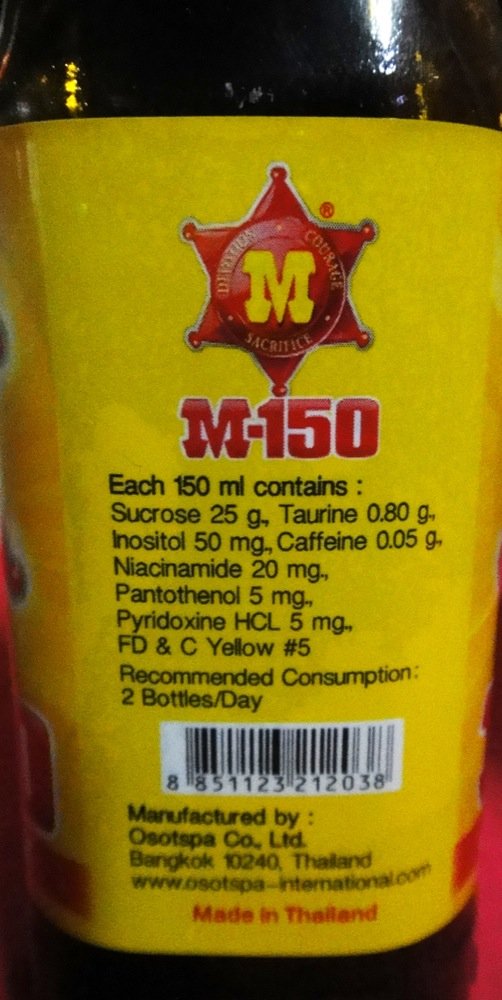 DEVOTION COURAGE
M
SACRIFICE
®
M-150
Each 150 ml contains :
Sucrose 25 g., Taurine 0.80 g.,
Inositol 50 mg., Caffeine 0.05 g.,
Niacinamide 20 mg.,
Pantothenol 5 mg.,
Pyridoxine HCL 5 mg.,
FD & C Yellow #5
Recommended Consumption:
2 Bottles/Day
8 851123 212038
Manufactured by :
Osotspa Co., Ltd.
Bangkok 10240, Thailand
www.osotspa-international.com
Made in Thailand